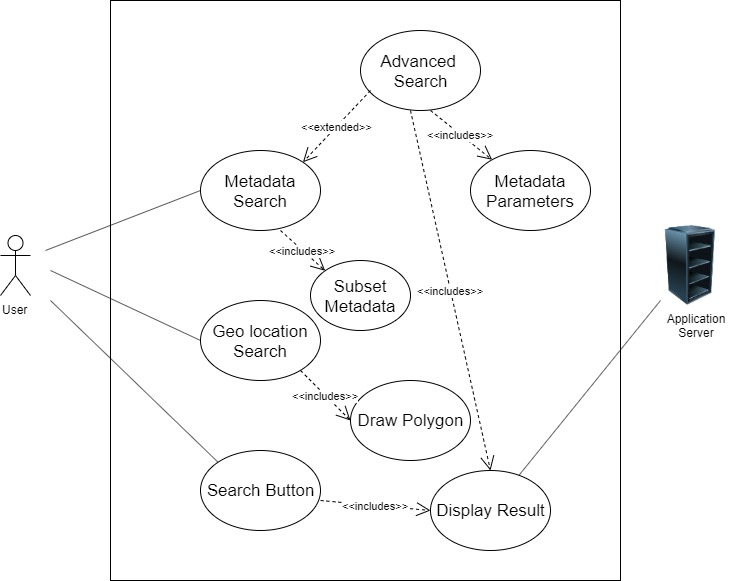 Advanced
Search
<<extended>>
<<includes>>
Metadata
Search
Metadata
Parameters
<<includes>>
Subset
Metadata
<<includes>>
User
Geo location
Search
Application
Server
<<includes>>
Draw Polygon
Search Button
<<includes>>
Display Result